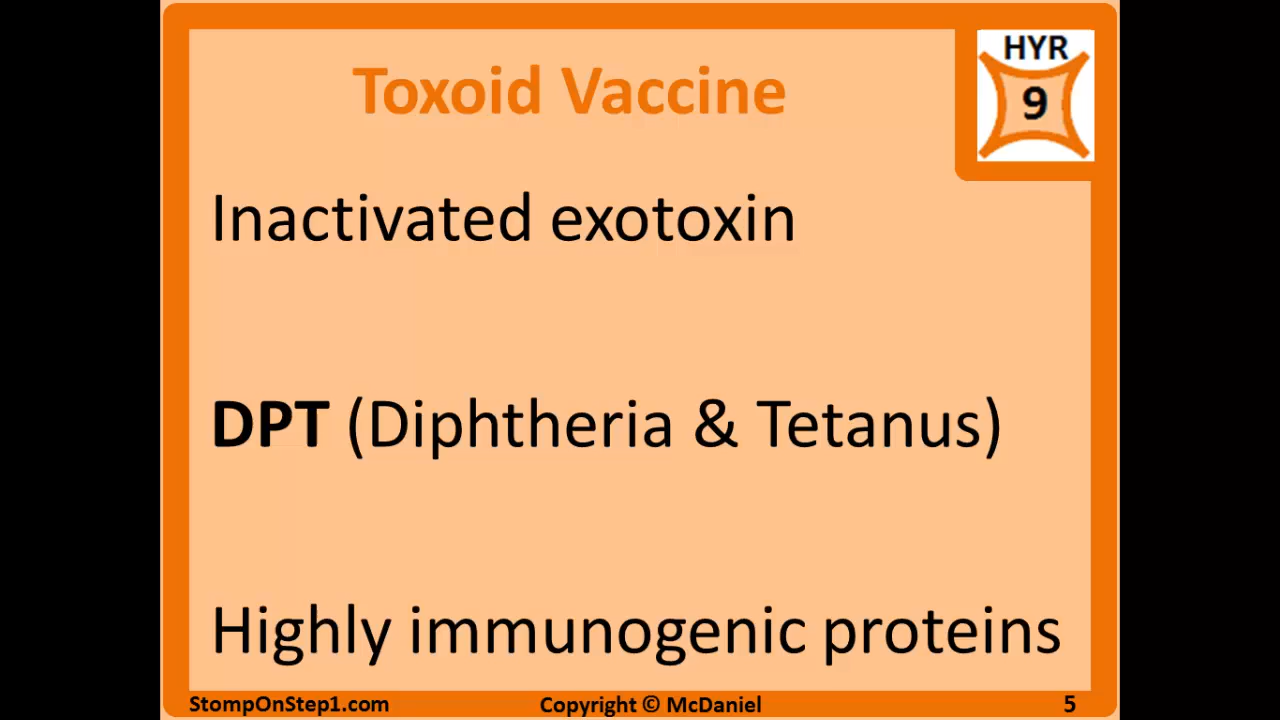 Toxoid Vaccine
HYR
9
Inactivated exotoxin
DPT (Diphtheria & Tetanus)
Highly immunogenic proteins
StompOnStep1.com Copyright © McDaniel 5